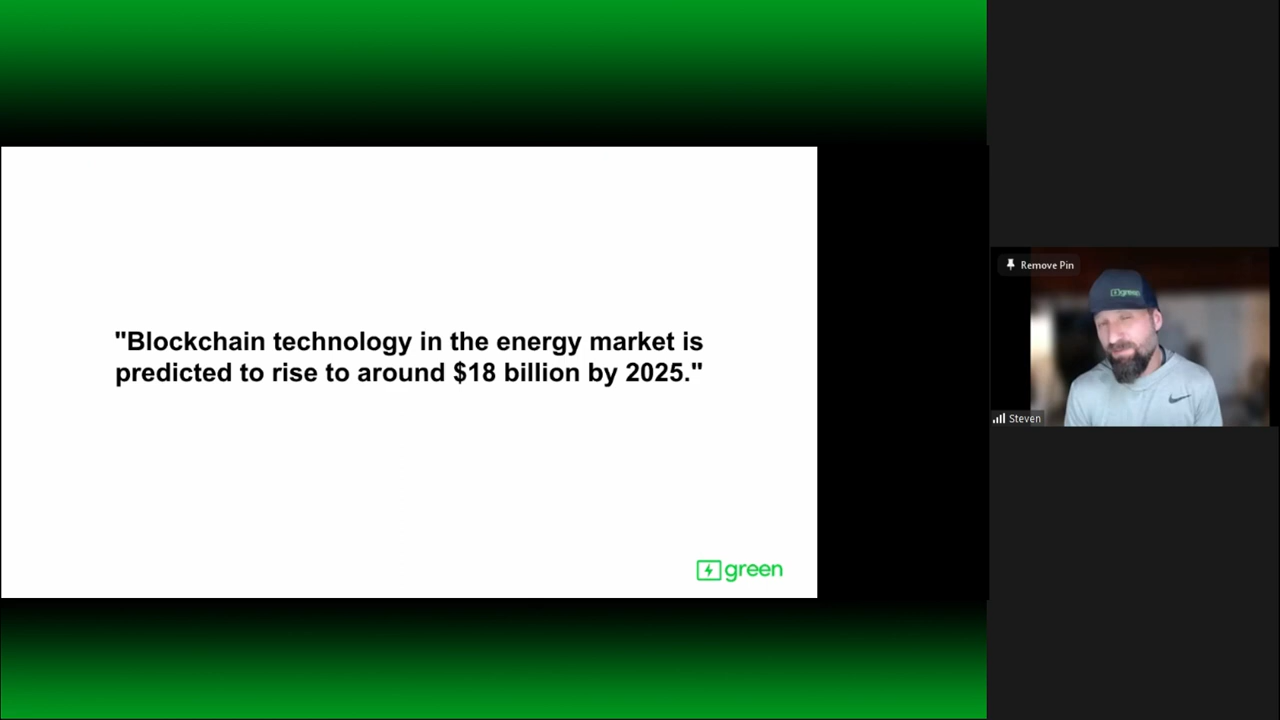 "Blockchain technology in the energy market is
predicted to rise to around $18 billion by 2025."
green
Remove Pin
green
Steven